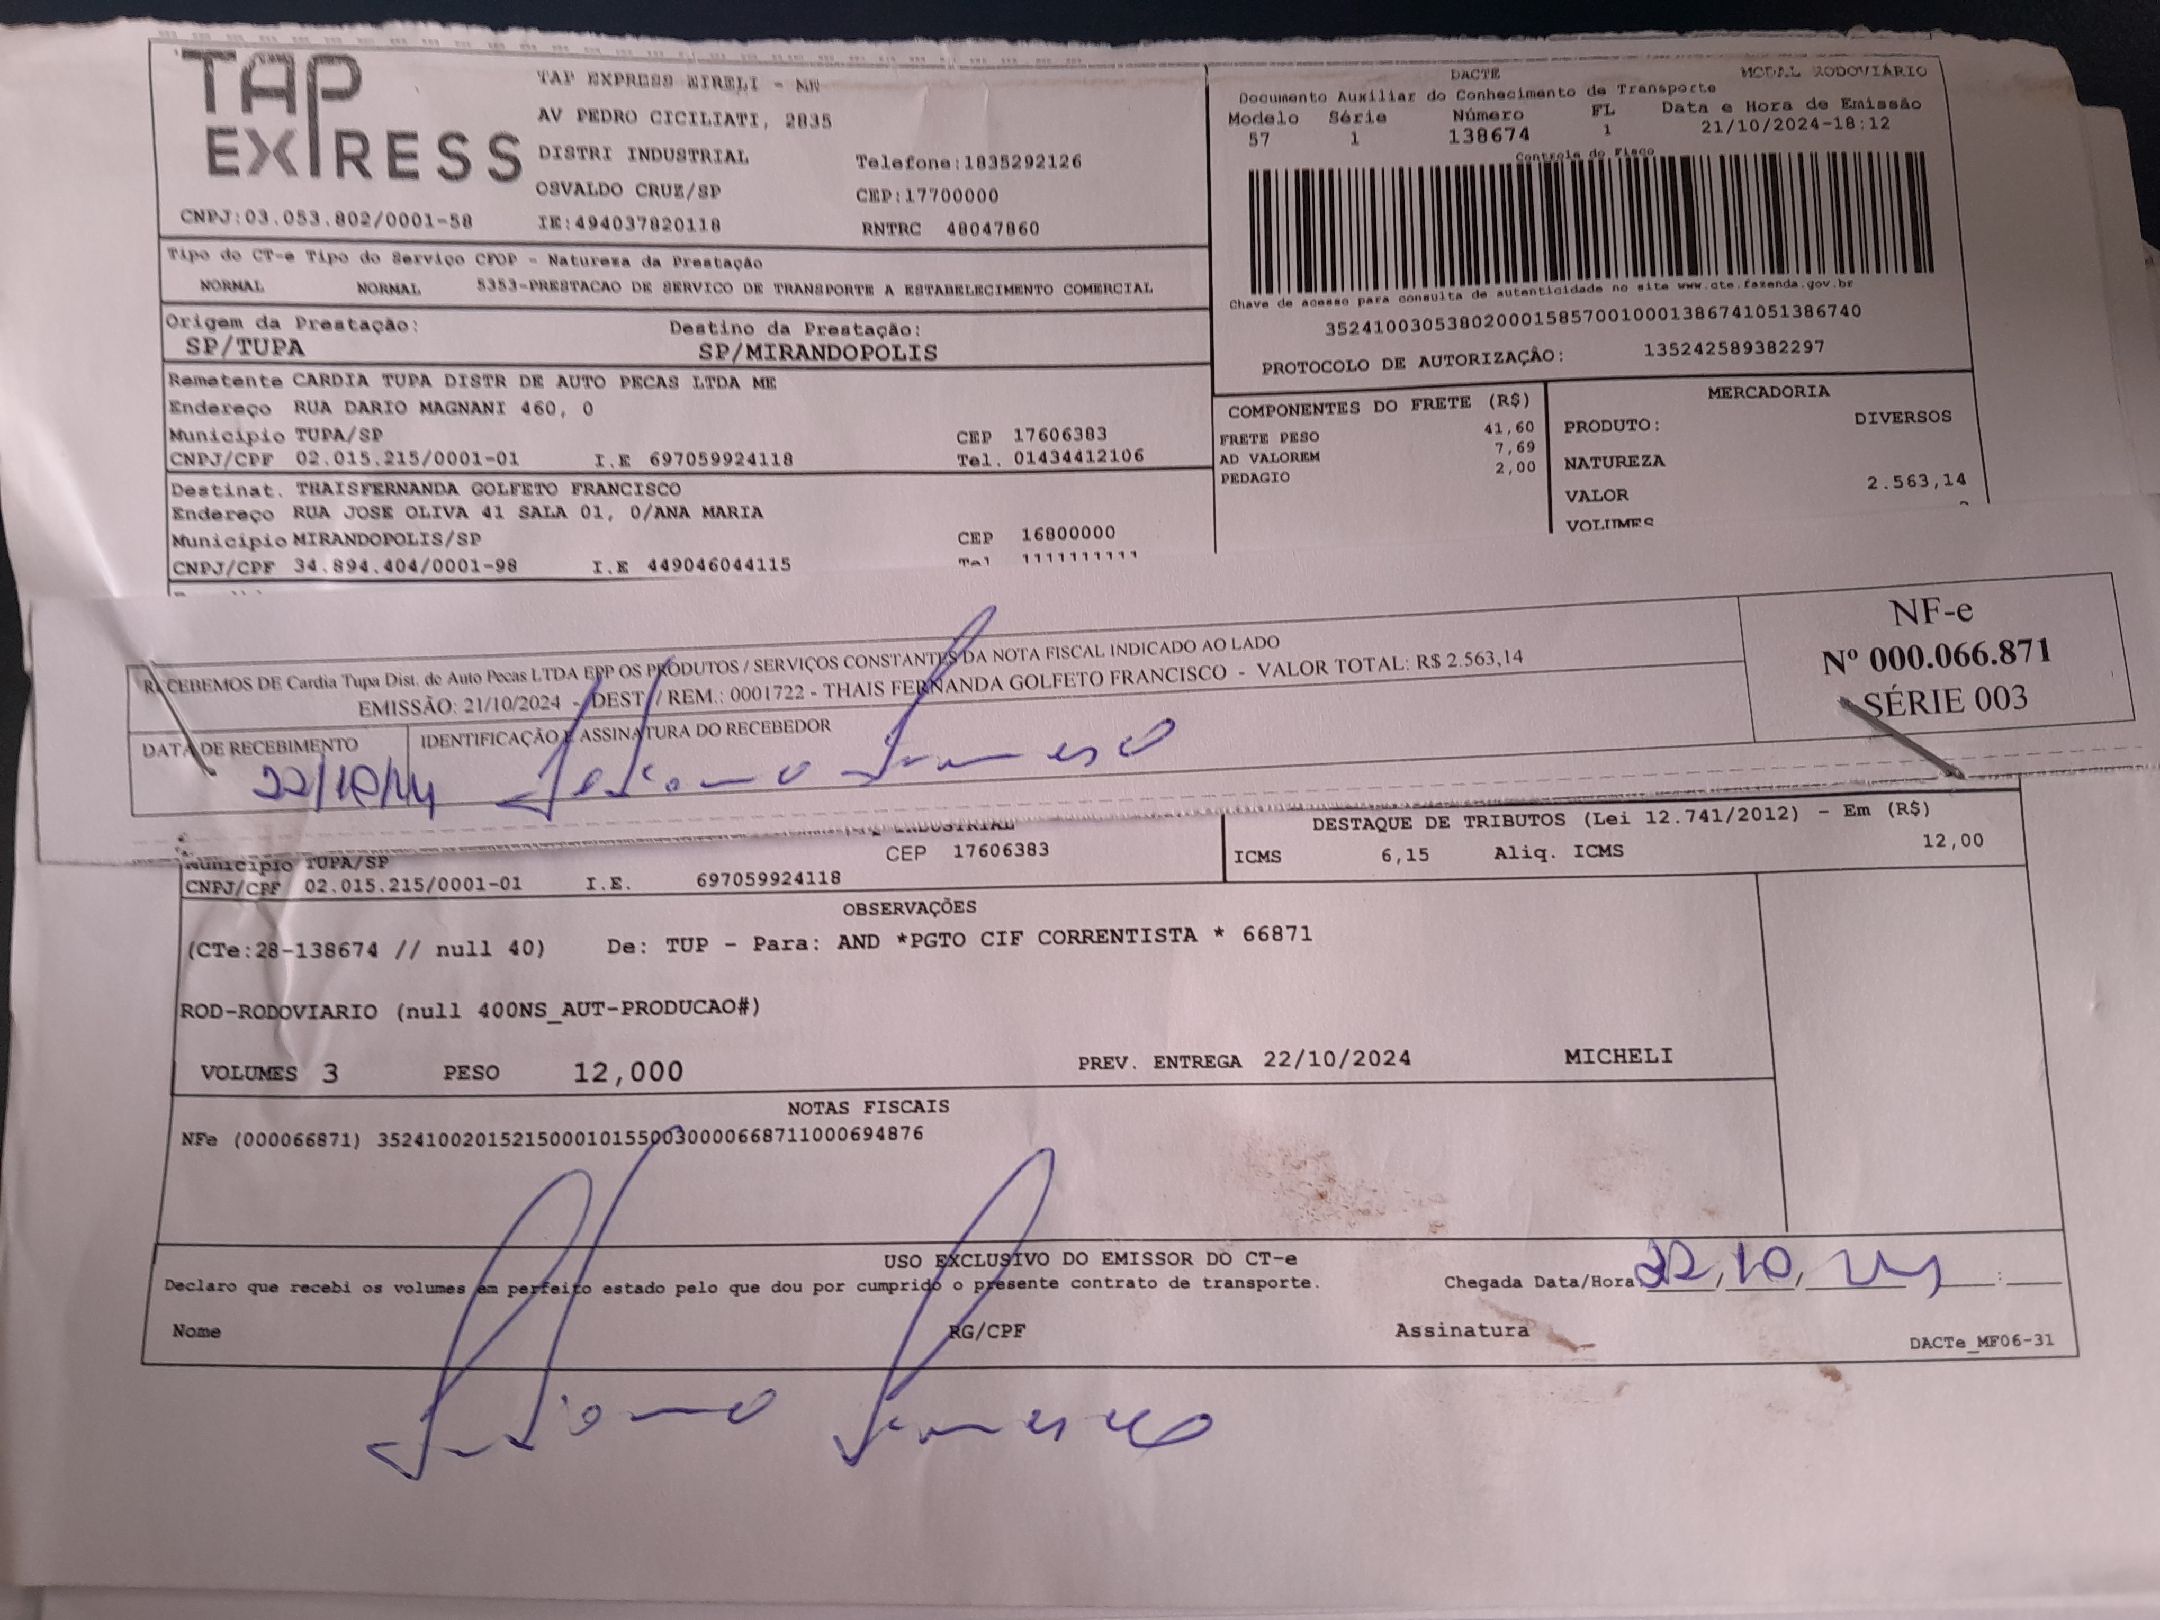 TAP EXPRESS
TAP EXPRESS EIRELI - ME
AV PEDRO CICILIATI, 2835
DISTRI INDUSTRIAL Telefone:1835292126
OSVALDO CRUZ/SP CEP:17700000
CNPJ:03.053.802/0001-58 IE:494037820118 RNTRC 48047860
DACTE MODAL RODOVIÁRIO
Documento Auxiliar do Conhecimento de Transporte
Modelo Série Número FL Data e Hora de Emissão
57 1 138674 1 21/10/2024-18:12
Controle do Fisco
Chave de acesso para consulta de autenticidade no site www.cte.fazenda.gov.br
35241003053802000158570010001386741051386740
PROTOCOLO DE AUTORIZAÇÃO: 135242589382297
Tipo do CT-e Tipo do Serviço CFOP - Natureza da Prestação
NORMAL NORMAL 5353-PRESTACAO DE SERVICO DE TRANSPORTE A ESTABELECIMENTO COMERCIAL
Origem da Prestação: Destino da Prestação:
SP/TUPA SP/MIRANDOPOLIS
Remetente CARDIA TUPA DISTR DE AUTO PECAS LTDA ME
Endereço RUA DARIO MAGNANI 460, 0
Município TUPA/SP CEP 17606383
CNPJ/CPF 02.015.215/0001-01 I.E 697059924118 Tel. 01434412106
Destinat. THAISFERNANDA GOLFETO FRANCISCO
Endereço RUA JOSE OLIVA 41 SALA 01, 0/ANA MARIA
Município MIRANDOPOLIS/SP CEP 16800000
CNPJ/CPF 34.894.404/0001-98 I.E 449046044115 Tel 1111111111
COMPONENTES DO FRETE (R$)
FRETE PESO 41,60
AD VALOREM 7,69
PEDAGIO 2,00
MERCADORIA
PRODUTO: DIVERSOS
NATUREZA
VALOR 2.563,14
VOLUMES
RECEBEMOS DE Cardia Tupa Dist. de Auto Pecas LTDA EPP OS PRODUTOS / SERVIÇOS CONSTANTES DA NOTA FISCAL INDICADO AO LADO
EMISSÃO: 21/10/2024 - DEST. / REM.: 0001722 - THAIS FERNANDA GOLFETO FRANCISCO - VALOR TOTAL: R$ 2.563,14
DATA DE RECEBIMENTO IDENTIFICAÇÃO E ASSINATURA DO RECEBEDOR
22/10/24
NF-e
Nº 000.066.871
SÉRIE 003
INDUSTRIAL
Município TUPA/SP CEP 17606383
CNPJ/CPF 02.015.215/0001-01 I.E. 697059924118
DESTAQUE DE TRIBUTOS (Lei 12.741/2012) - Em (R$)
ICMS 6,15 Aliq. ICMS 12,00
OBSERVAÇÕES
(CTe:28-138674 // null 40) De: TUP - Para: AND *PGTO CIF CORRENTISTA * 66871
ROD-RODOVIARIO (null 400NS_AUT-PRODUCAO#)
VOLUMES 3 PESO 12,000 PREV. ENTREGA 22/10/2024 MICHELI
NOTAS FISCAIS
NFe (000066871) 35241002015215000101550030000668711000694876
USO EXCLUSIVO DO EMISSOR DO CT-e
Declaro que recebi os volumes em perfeito estado pelo que dou por cumprido o presente contrato de transporte. Chegada Data/Hora 22, 10, 24 :
Nome RG/CPF Assinatura DACTe_MF06-31